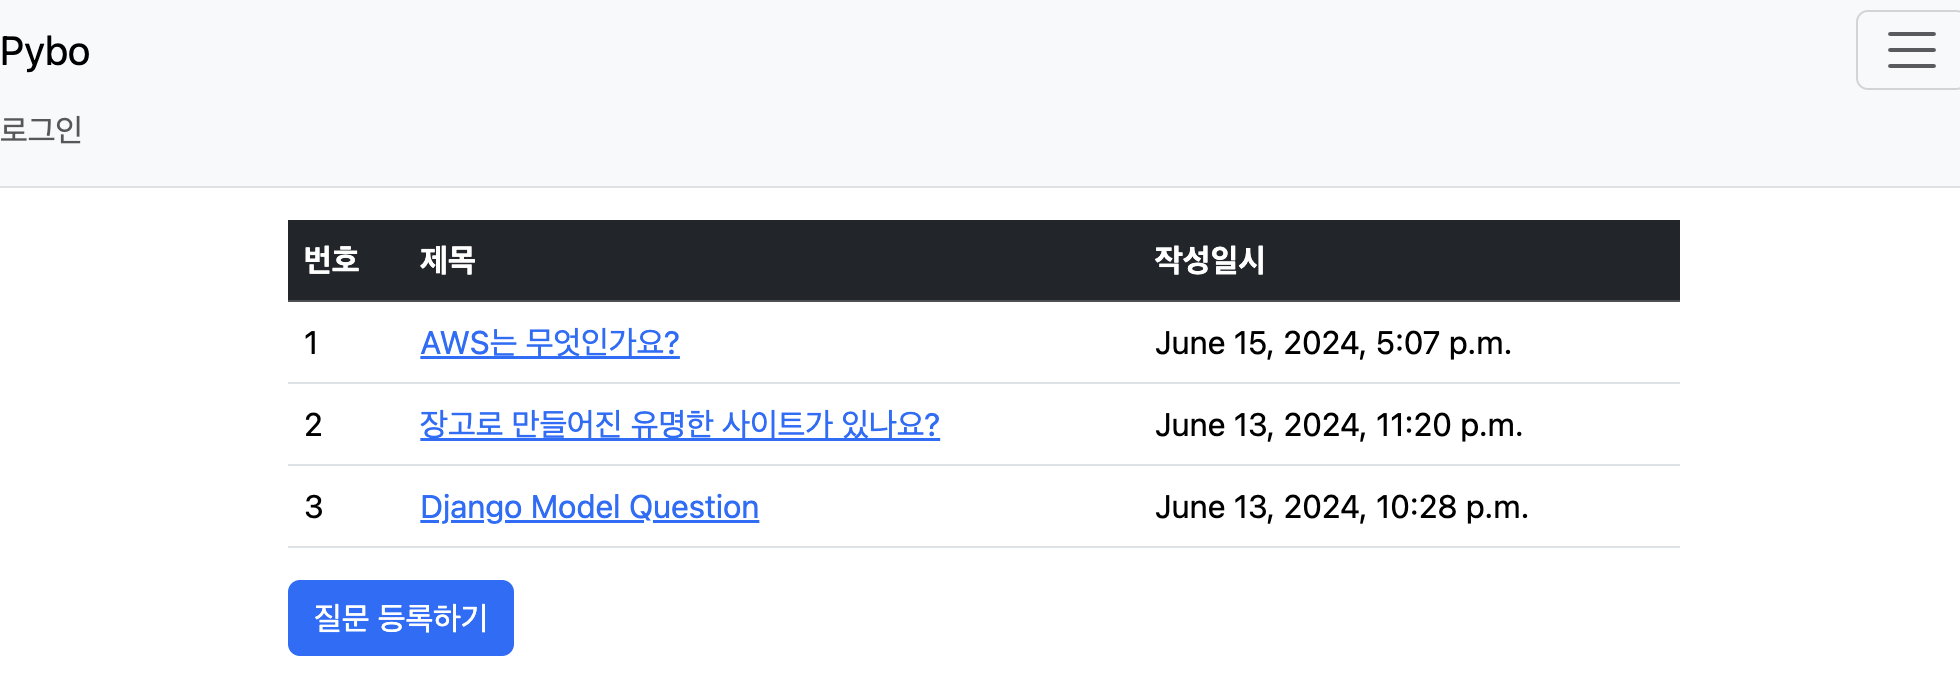 Pybo
로그인
번호 제목 작성일시
1 AWS는 무엇인가요? June 15, 2024, 5:07 p.m.
2 장고로 만들어진 유명한 사이트가 있나요? June 13, 2024, 11:20 p.m.
3 Django Model Question June 13, 2024, 10:28 p.m.
질문 등록하기